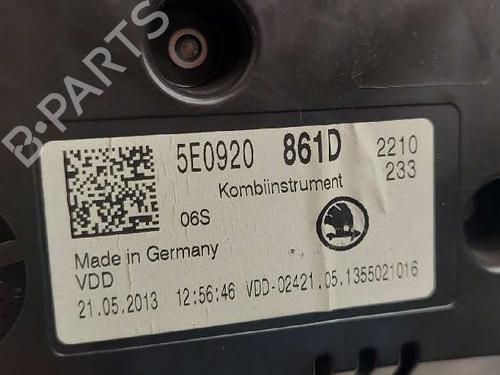 B-PARTS
5E0920 861D 2210
233
Kombiinstrument
06S
Made in Germany
VDD
21.05.2013 12:56:46 VDD-02421.05.1355021016